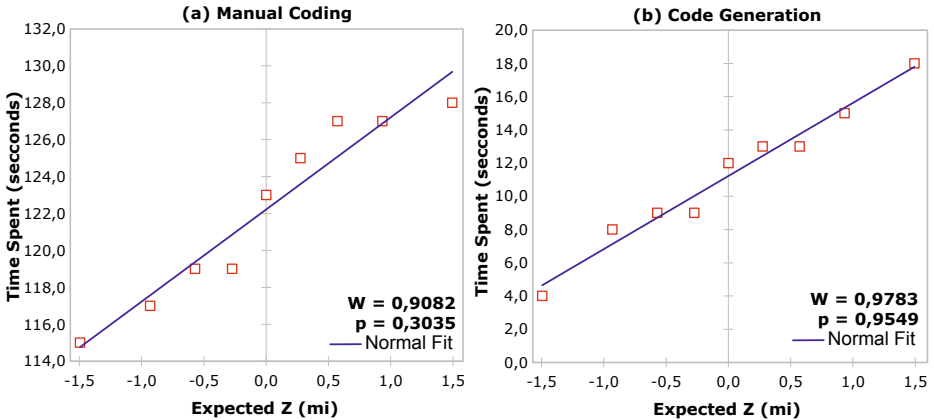 (a) Manual Coding
132,0
130,0
128,0
126,0
124,0
122,0
120,0
118,0
116,0
114,0
Time Spent (secconds)
W = 0,9082
p = 0,3035
Normal Fit
-1,5
-1,0
-0,5
0,0
0,5
1,0
1,5
Expected Z (mi)
(b) Code Generation
20,0
18,0
16,0
14,0
12,0
10,0
8,0
6,0
4,0
2,0
0,0
Time Spent (secconds)
W = 0,9783
p = 0,9549
Normal Fit
-1,5
-1,0
-0,5
0,0
0,5
1,0
1,5
Expected Z (mi)